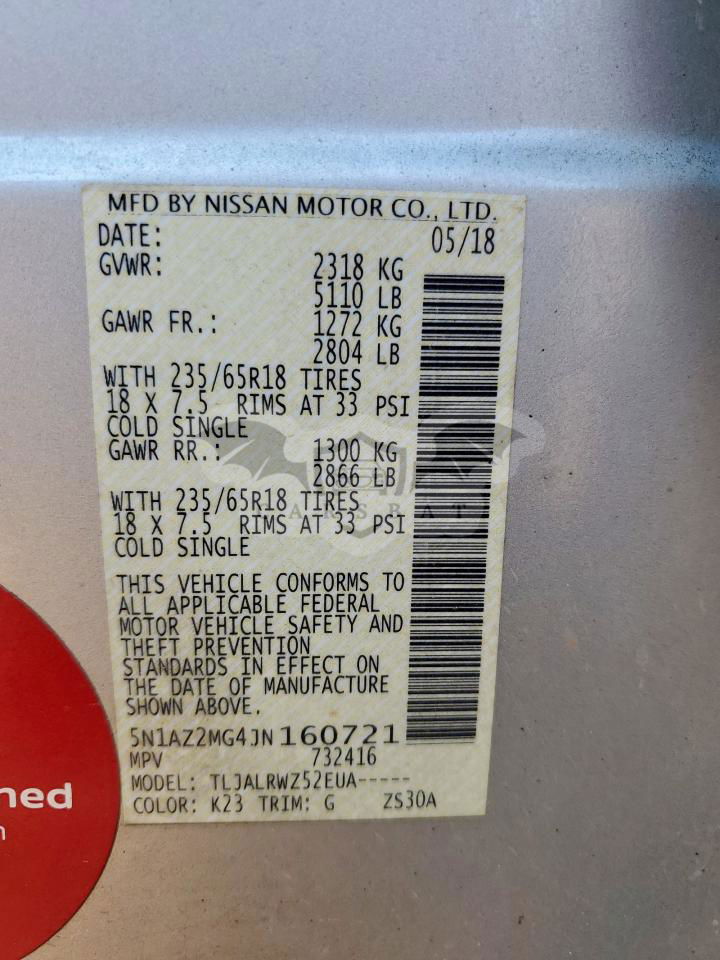 MFD BY NISSAN MOTOR CO., LTD.
DATE: 05/18
GVWR: 2318 KG
5110 LB
GAWR FR.: 1272 KG
2804 LB
WITH 235/65R18 TIRES
18 X 7.5 RIMS AT 33 PSI
COLD SINGLE
GAWR RR.: 1300 KG
2866 LB
WITH 235/65R18 TIRES
18 X 7.5 RIMS AT 33 PSI
COLD SINGLE
THIS VEHICLE CONFORMS TO
ALL APPLICABLE FEDERAL
MOTOR VEHICLE SAFETY AND
THEFT PREVENTION
STANDARDS IN EFFECT ON
THE DATE OF MANUFACTURE
SHOWN ABOVE.
5N1AZ2MG4JN160721
MPV 732416
MODEL: TLJALRWZ52EUA-----
COLOR: K23 TRIM: G ZS30A
ned
n